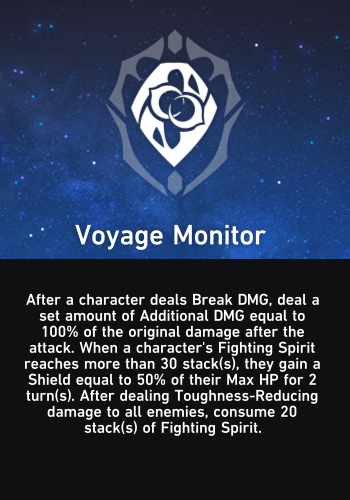 Voyage Monitor
After a character deals Break DMG, deal a
set amount of Additional DMG equal to
100% of the original damage after the
attack. When a character's Fighting Spirit
reaches more than 30 stack(s), they gain a
Shield equal to 50% of their Max HP for 2
turn(s). After dealing Toughness-Reducing
damage to all enemies, consume 20
stack(s) of Fighting Spirit.